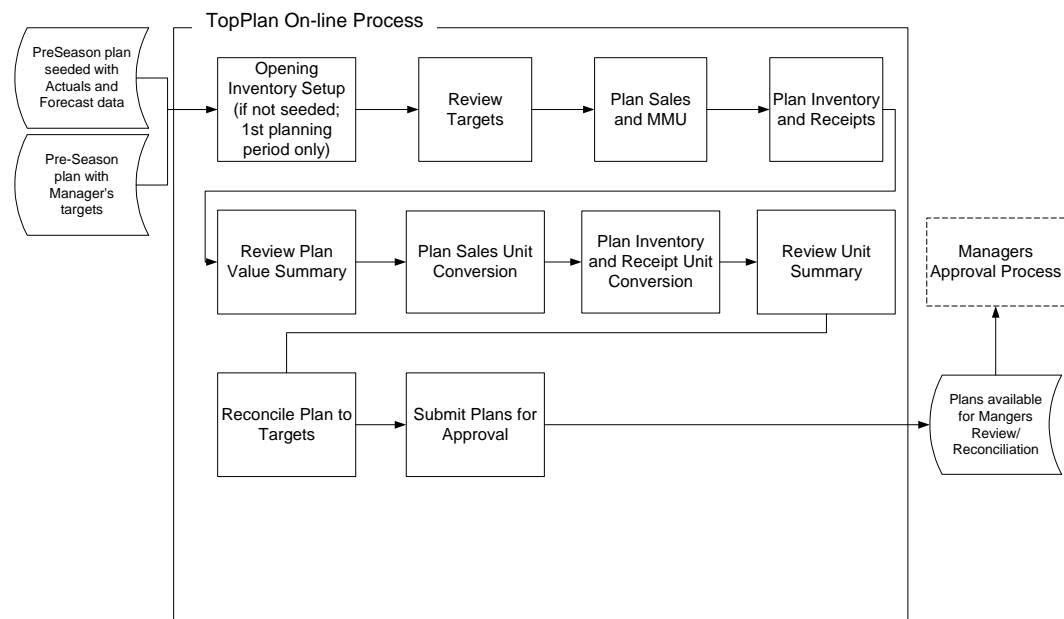 TopPlan On-line Process
PreSeason plan
seeded with
Actuals and
Forecast data
Opening
Inventory Setup
(if not seeded;
1st planning
period only)
Review
Targets
Plan Sales
and MMU
Plan Inventory
and Receipts
Pre-Season
plan with
Manager's
targets
Review Plan
Value Summary
Plan Sales Unit
Conversion
Plan Inventory
and Receipt Unit
Conversion
Review Unit
Summary
Managers
Approval Process
Reconcile Plan to
Targets
Submit Plans for
Approval
Plans available
for Mangers
Review/
Reconciliation